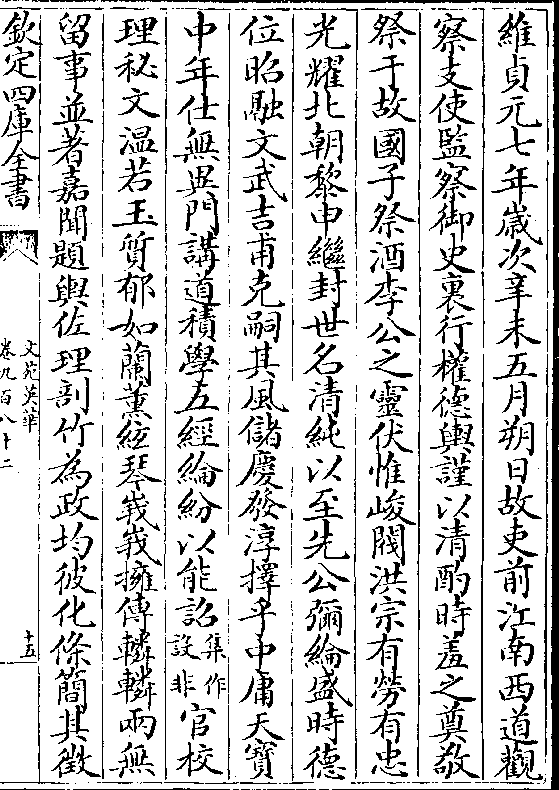 維貞元七年歳次辛未五月朔日故吏前江南西道觀
察支使監察御史裏行權德輿謹以清酌時羞之奠敬
祭于故國子祭酒李公之靈伏惟峻閥洪宗有勞有忠
光耀北朝黎申繼封世名清純以至先公彌綸盛時德
位昭融文武吉甫克嗣其風儲慶發淳擇乎中庸天寳
中年仕無異門講道積學五經綸紛以能詔集作設非官校
理秘文温若玉質郁如蘭薰絃琴峩峩擁傳轔轔兩無
留事並著嘉聞題輿佐理剖竹為政均彼化條簡其徵
欽定四庫全書
文苑英華
卷九百八十二
十五